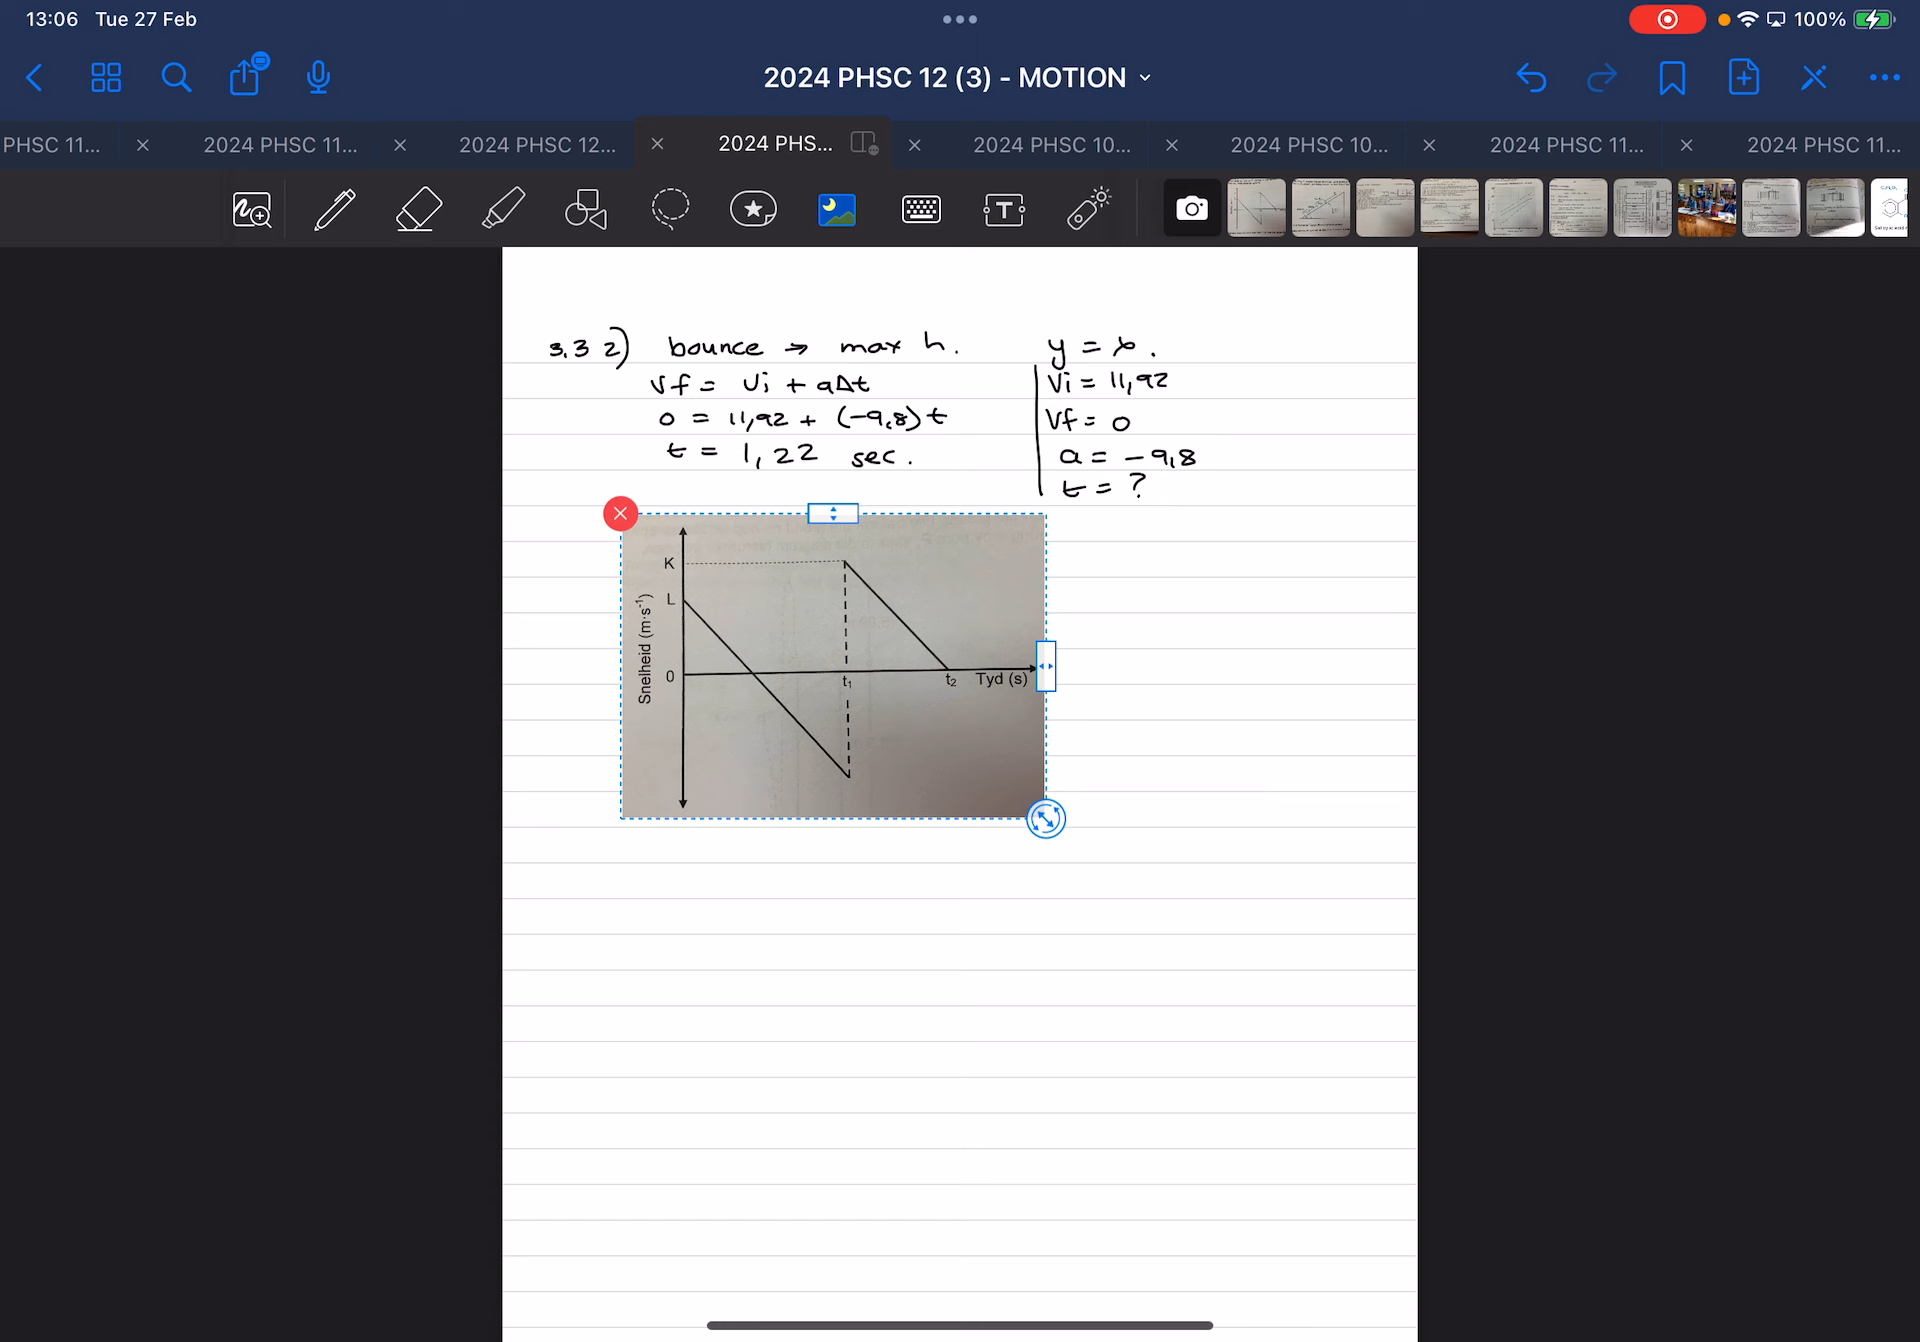 13:06 Tue 27 Feb
100%
2024 PHSC 12 (3) - MOTION
PHSC 11...
2024 PHSC 11...
2024 PHSC 12...
2024 PHS...
2024 PHSC 10...
2024 PHSC 10...
2024 PHSC 11...
2024 PHSC 11...
3.3 2) bounce → max h.
vf = vi + aΔt
0 = 11,92 + (-9,8)t
t = 1,22 sec.
Vi = 11,92
Vf = 0
a = -9,8
t = ?
K
L
0
Snelheid (m·s⁻¹)
t₁
t₂
Tyd (s)